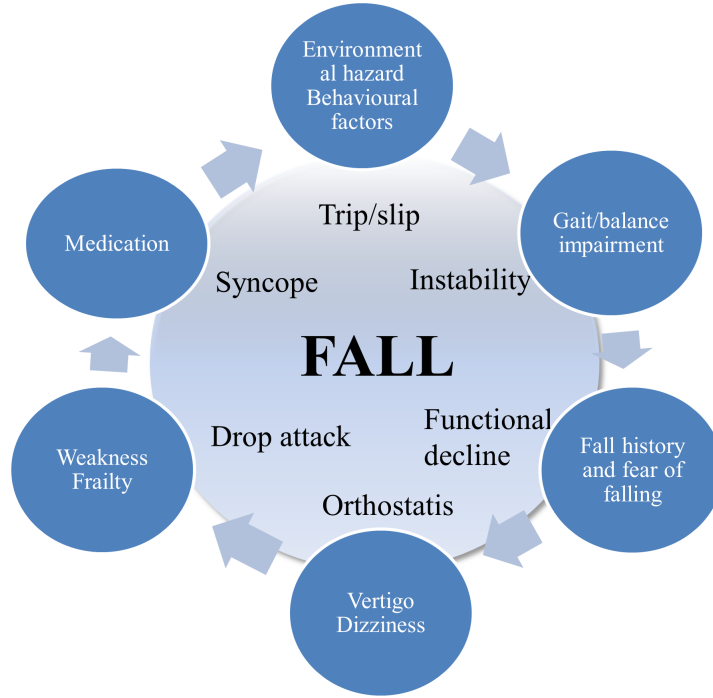 Environment
al hazard
Behavioural
factors
Trip/slip
Gait/balance
impairment
Medication
Syncope
Instability
FALL
Drop attack
Functional
decline
Weakness
Frailty
Fall history
and fear of
falling
Orthostatis
Vertigo
Dizziness